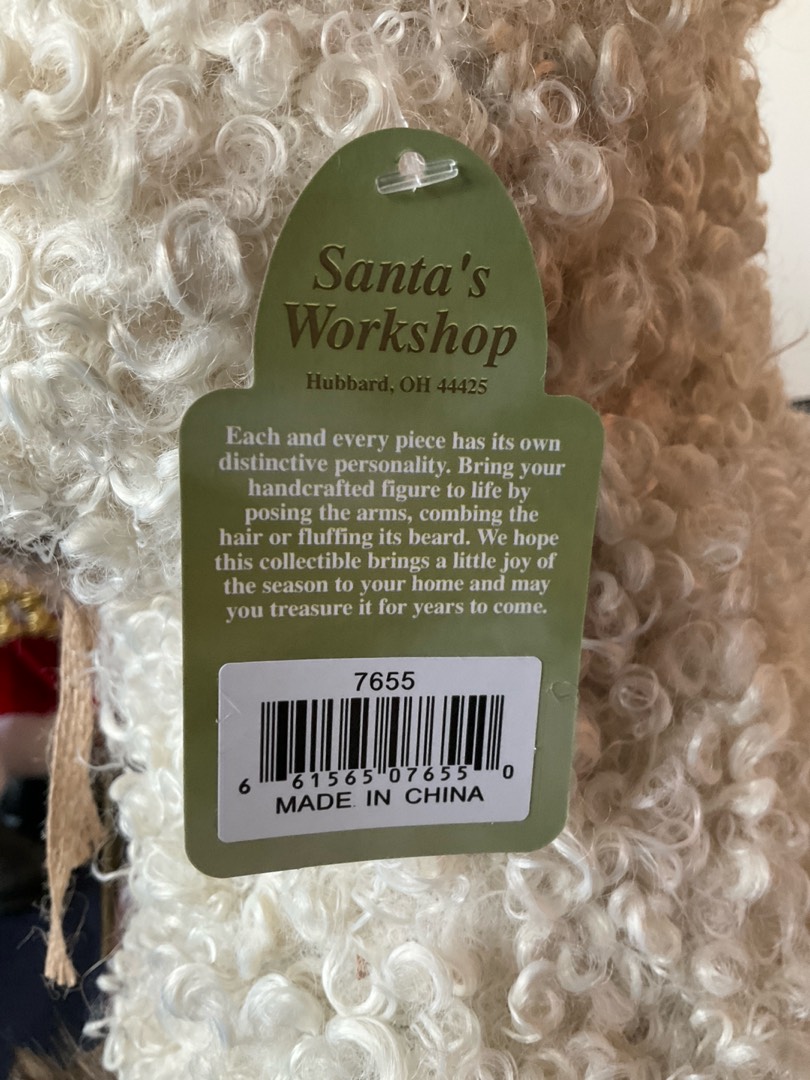 Santa's
Workshop
Hubbard, OH 44425
Each and every piece has its own
distinctive personality. Bring your
handcrafted figure to life by
posing the arms, combing the
hair or fluffing its beard. We hope
this collectible brings a little joy of
the season to your home and may
you treasure it for years to come.
7655
6 61565 07655 0
MADE IN CHINA